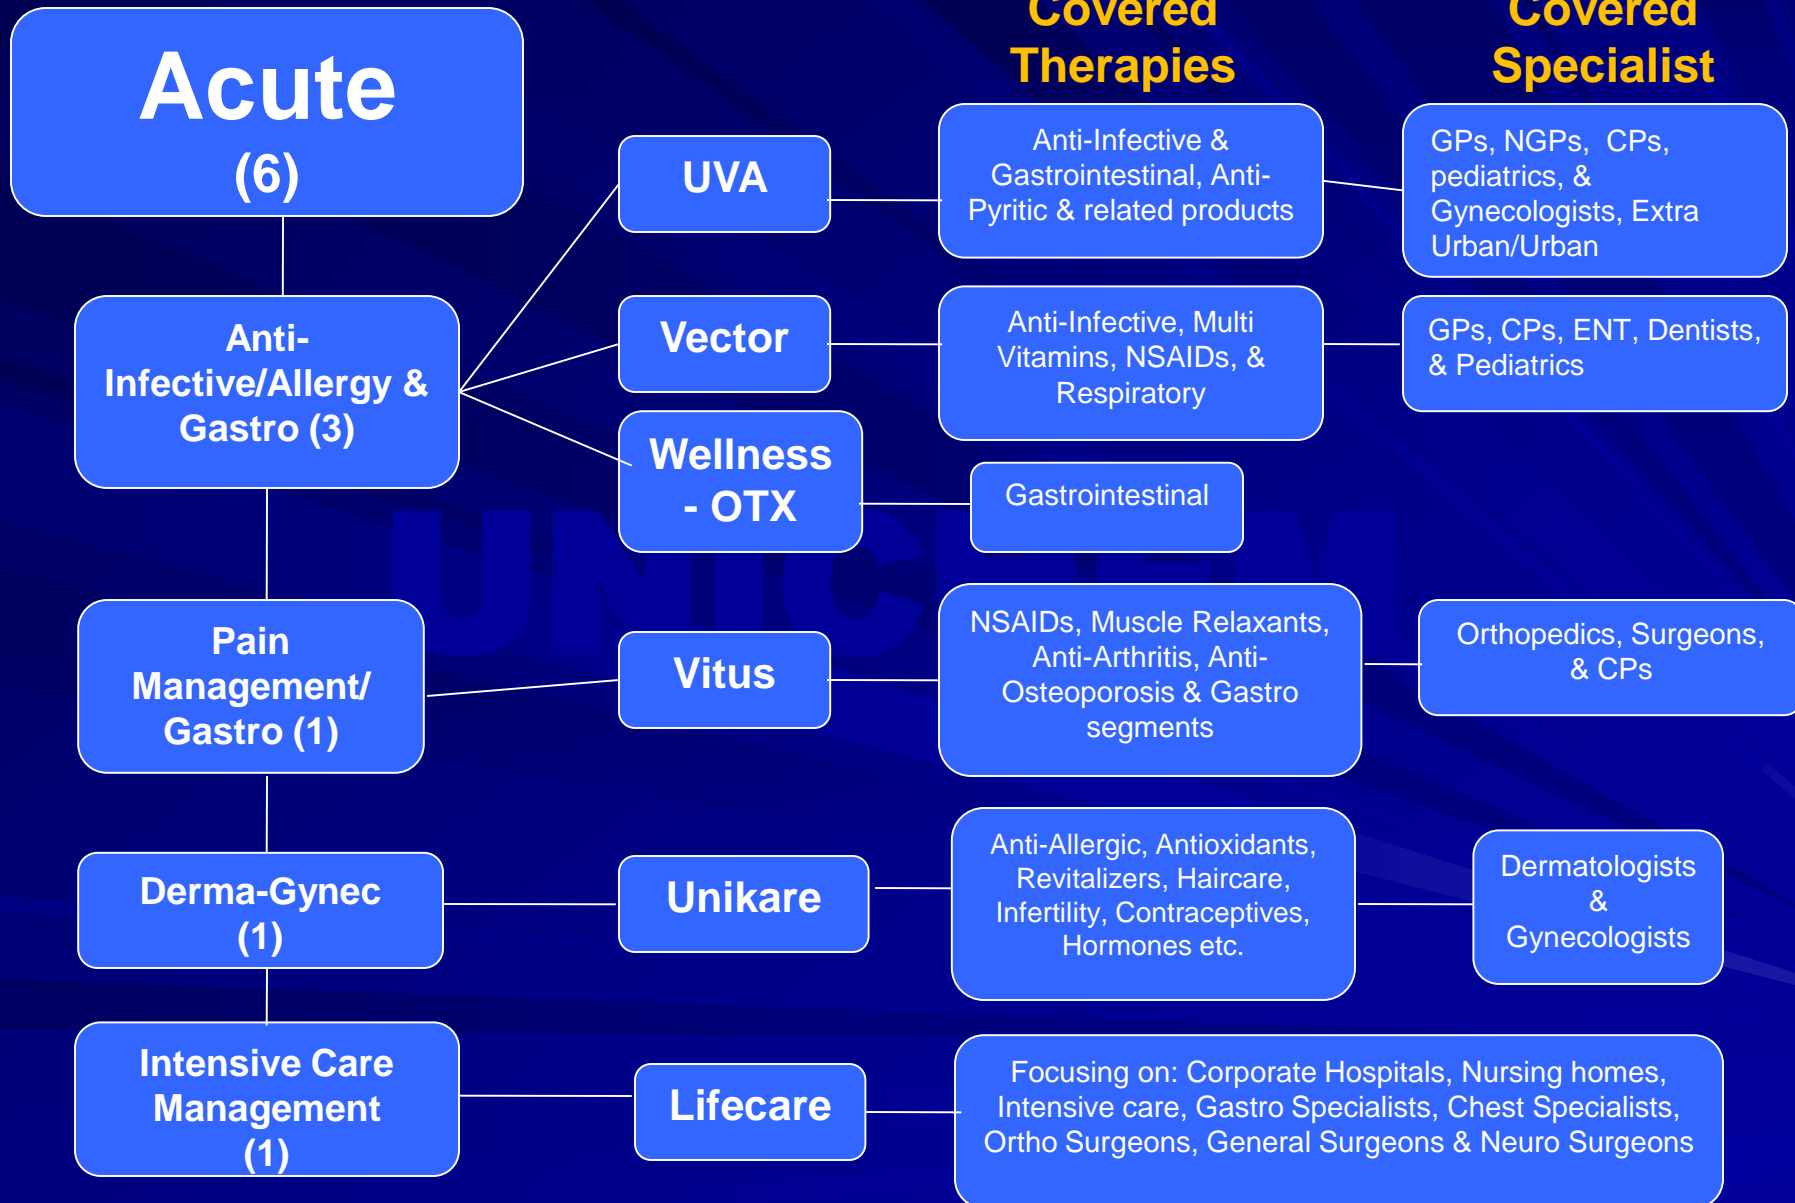 Covered
Therapies
Covered
Specialist
Acute
(6)
UVA
Anti-Infective &
Gastrointestinal, Anti-
Pyritic & related products
GPs, NGPs,  CPs,
pediatrics, &
Gynecologists, Extra
Urban/Urban
Anti-
Infective/Allergy &
Gastro (3)
Vector
Anti-Infective, Multi
Vitamins, NSAIDs, &
Respiratory
GPs, CPs, ENT, Dentists,
& Pediatrics
Wellness
- OTX
Gastrointestinal
UNICHEM
Pain
Management/
Gastro (1)
Vitus
NSAIDs, Muscle Relaxants,
Anti-Arthritis, Anti-
Osteoporosis & Gastro
segments
Orthopedics, Surgeons,
& CPs
Derma-Gynec
(1)
Unikare
Anti-Allergic, Antioxidants,
Revitalizers, Haircare,
Infertility, Contraceptives,
Hormones etc.
Dermatologists
&
Gynecologists
Intensive Care
Management
(1)
Lifecare
Focusing on: Corporate Hospitals, Nursing homes,
Intensive care, Gastro Specialists, Chest Specialists,
Ortho Surgeons, General Surgeons & Neuro Surgeons